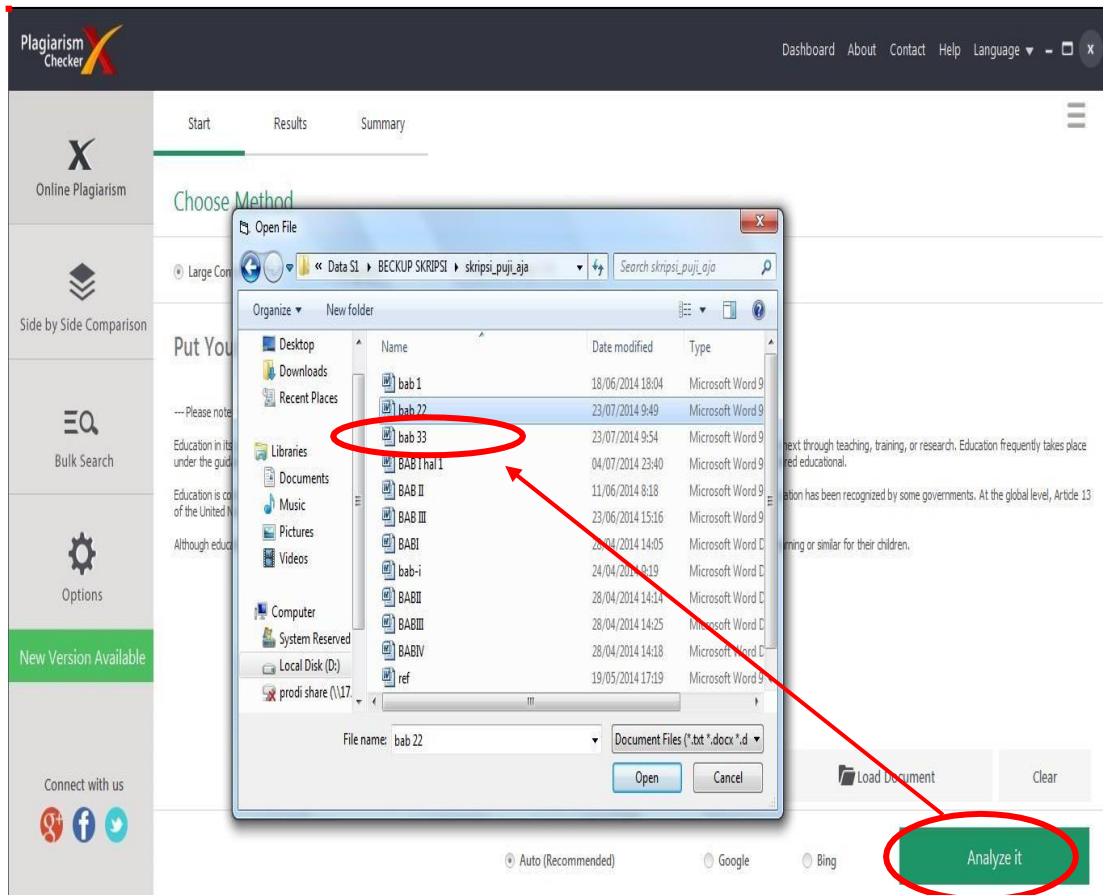 Plagiarism
Checker
Dashboard About Contact Help Language
x
Online Plagiarism
Side by Side Comparison
Bulk Search
Options
New Version Available
Connect with us
Start Results Summary
Choose Method
Large Con
Put You
--- Please note
Education in its
under the guid
Education is co
of the United N
Although educa
next through teaching, training, or research. Education frequently takes place
red educational.
ation has been recognized by some governments. At the global level, Article 13
rning or similar for their children.
Open File
« Data S1 BECKUP SKRIPSI skripsi_puji_aja Search skripsi_puji_aja
Organize New folder
Desktop
Downloads
Recent Places
Libraries
Documents
Music
Pictures
Videos
Computer
System Reserved
Local Disk (D:)
prodi share (\\17.
Name Date modified Type
bab 1 18/06/2014 18:04 Microsoft Word 9
bab 22 23/07/2014 9:49 Microsoft Word 9
bab 33 23/07/2014 9:54 Microsoft Word 9
BAB I hal 1 04/07/2014 23:40 Microsoft Word 9
BAB II 11/06/2014 8:18 Microsoft Word 9
BAB III 23/06/2014 15:16 Microsoft Word 9
BABI 28/04/2014 14:05 Microsoft Word D
bab-i 24/04/2014 9:19 Microsoft Word D
BABII 28/04/2014 14:14 Microsoft Word D
BABIII 28/04/2014 14:25 Microsoft Word D
BABIV 28/04/2014 14:18 Microsoft Word D
ref 19/05/2014 17:19 Microsoft Word 9
File name: bab 22 Document Files (*.txt *.docx *.d
Open Cancel
Load Document Clear
Auto (Recommended) Google Bing Analyze it